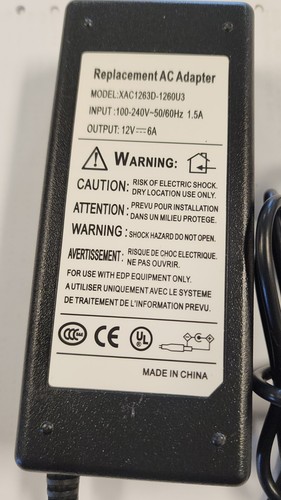 Replacement AC Adapter
MODEL:XAC1263D-1260U3
INPUT:100-240V~50/60Hz 1.5A
OUTPUT:12V⎓6A
WARNING:
CAUTION: RISK OF ELECTRIC SHOCK.
DRY LOCATION USE ONLY.
ATTENTION: PREVU POUR INSTALLATION
DANS UN MILIEU PROTEGE.
WARNING: SHOCK HAZARD DO NOT OPEN.
AVERTISSEMENT: RISQUE DE CHOC ELECTRIQUE.
NE PAS OUVRIR.
FOR USE WITH EDP EQUIPMENT ONLY.
A UTILISER UNIQUEMENT AVEC LE SYSTEME
DE TRAITEMENT DE L'INFORMATION PREVU.
CCC CE UL
MADE IN CHINA